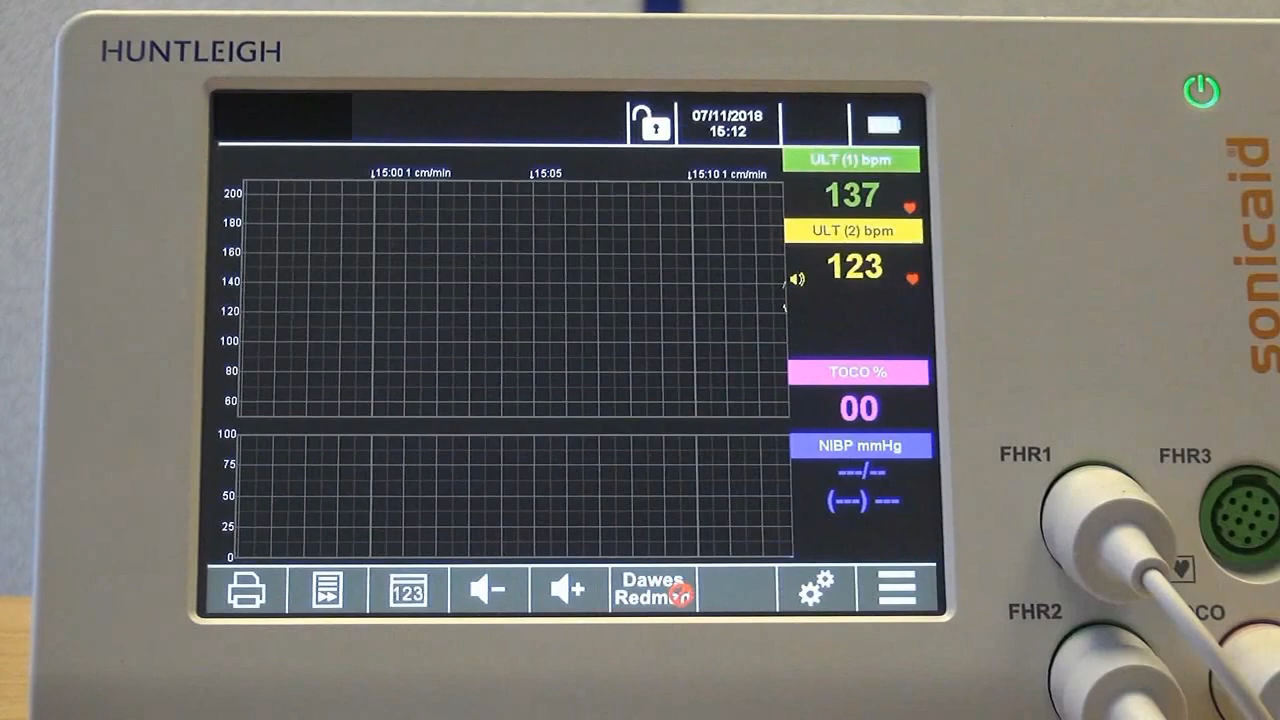 HUNTLEIGH
07/11/2018
15:12
ULT (1) bpm
15:00 1 cm/min
15:05
15:10 1 cm/min
137
200
180
160
140
120
100
80
60
ULT (2) bpm
123
TOCO %
00
100
75
50
25
0
NIBP mmHg
---/--
(---) ---
123
Dawes
sonicaid®
FHR1
FHR3
FHR2